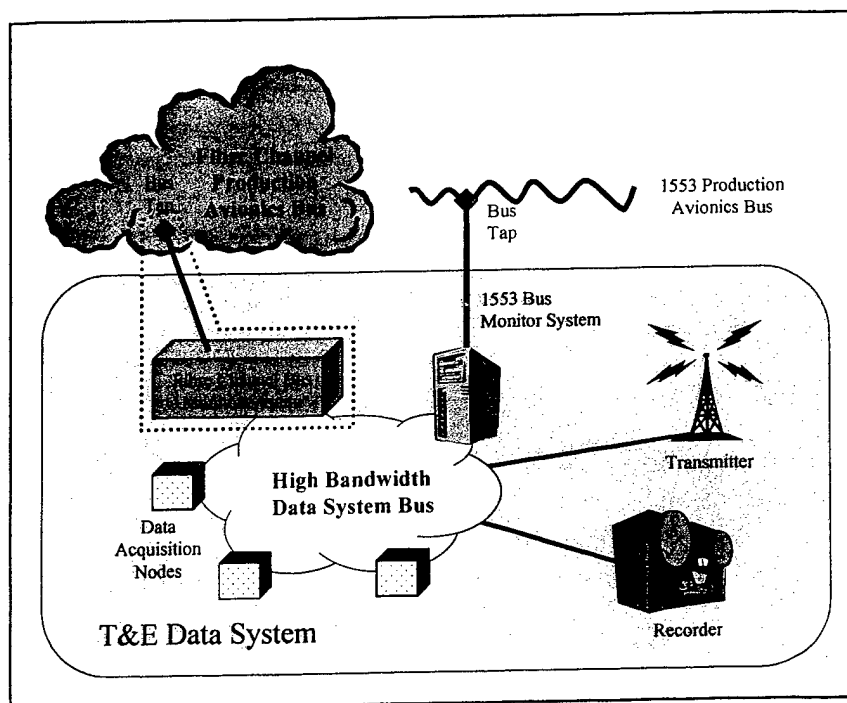 Fibre Channel
Production
Avionics Bus
Bus
Tap
1553 Production
Avionics Bus
Bus
Tap
1553 Bus
Monitor System
Transmitter
High Bandwidth
Data System Bus
Data
Acquisition
Nodes
Recorder
T&E Data System